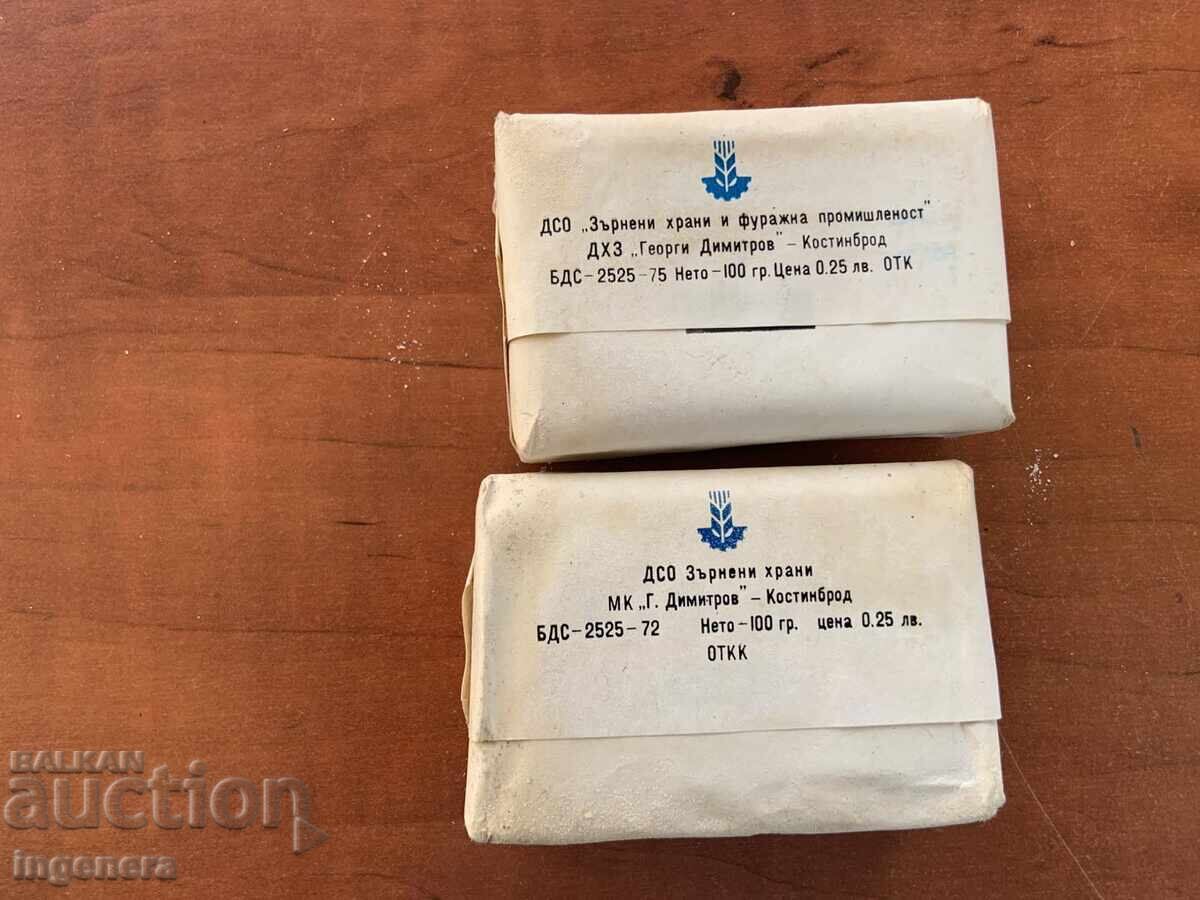 ДСО „Зърнени храни и фуражна промишленост"
ДХЗ „Георги Димитров" – Костинброд
БДС – 2525 – 75 Нето – 100 гр. Цена 0.25 лв. ОТК
ДСО Зърнени храни
МК „Г. Димитров" – Костинброд
БДС – 2525 – 72 Нето – 100 гр. цена 0.25 лв.
ОТКК
BALKAN
auction
ingenera